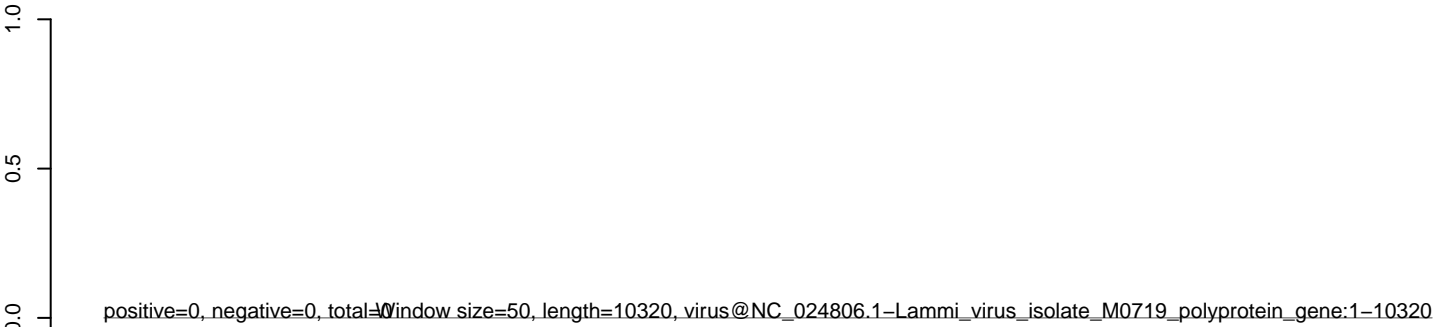 1.0
0.5
0.0
positive=0, negative=0, total=0
Window size=50, length=10320, virus@NC_024806.1−Lammi_virus_isolate_M0719_polyprotein_gene:1−10320